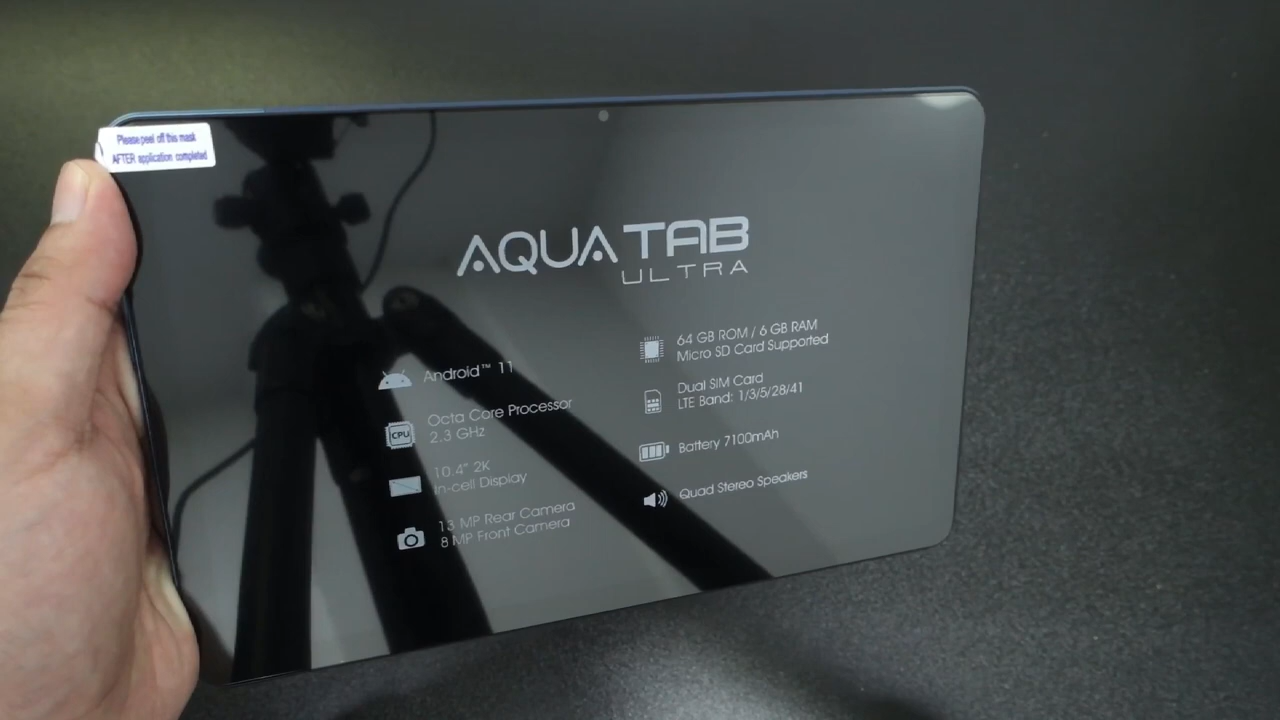 Please peel off this mask
AFTER application completed
AQUA TAB
ULTRA
Android™ 11
CPU
Octa Core Processor
2.3 GHz
10.4" 2K
In-cell Display
13 MP Rear Camera
8 MP Front Camera
64 GB ROM / 6 GB RAM
Micro SD Card Supported
Dual SIM Card
LTE Band: 1/3/5/28/41
Battery 7100mAh
Quad Stereo Speakers